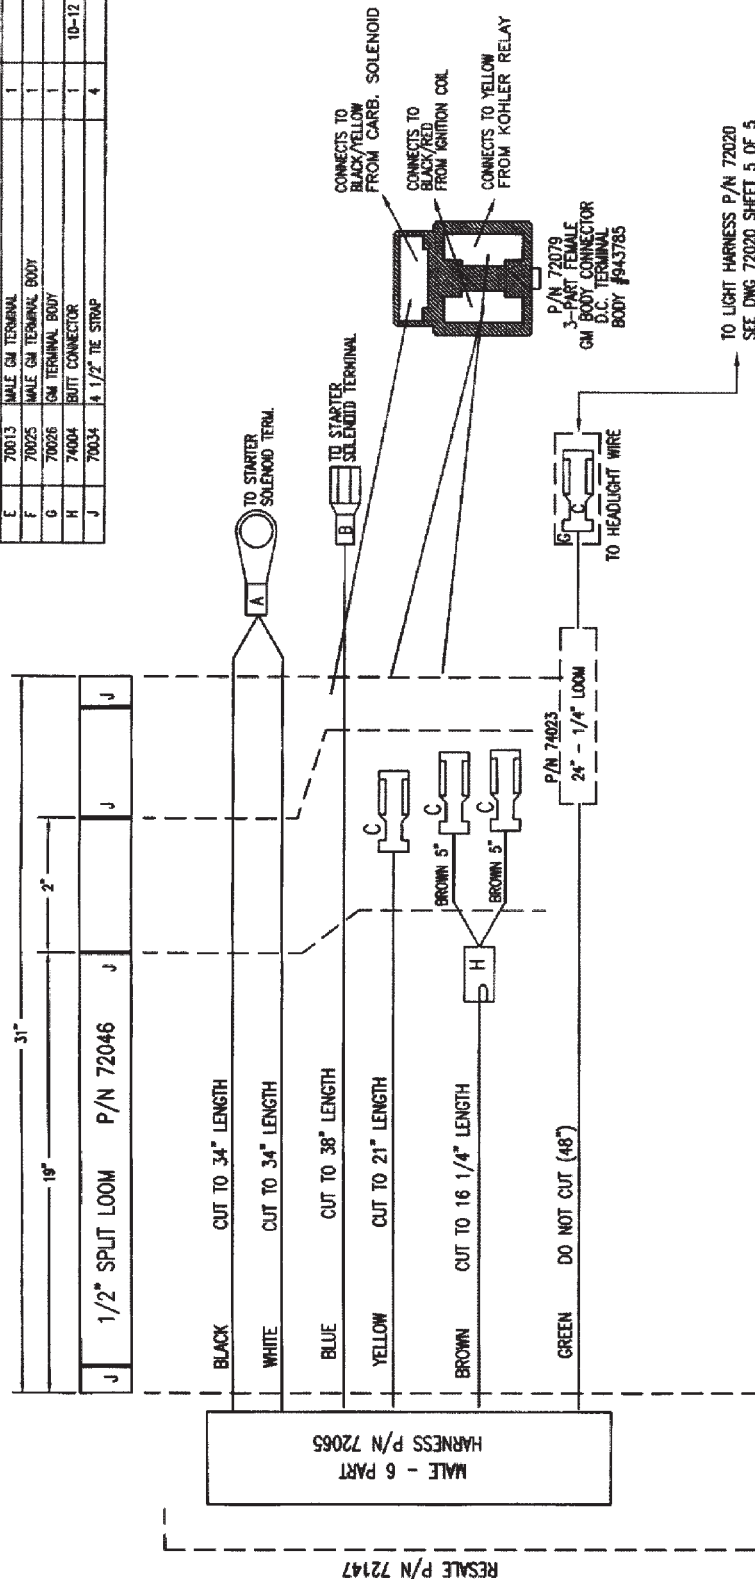 E 70013 MALE GM TERMINAL 1
F 70025 MALE GM TERMINAL BODY 1
G 70026 GM TERMINAL BODY 1
H 74004 BUTT CONNECTOR 1 10-12
J 70034 4 1/2" TIE STRAP 4
31"
19"
2"
J
1/2" SPLIT LOOM P/N 72046
J
J
J
BLACK CUT TO 34" LENGTH
WHITE CUT TO 34" LENGTH
A
TO STARTER
SOLENOID TERM.
BLUE CUT TO 38" LENGTH
B
TO STARTER
SOLENOID TERMINAL
YELLOW CUT TO 21" LENGTH
C
BROWN CUT TO 16 1/4" LENGTH
H
BROWN 5"
C
BROWN 5"
C
GREEN DO NOT CUT (48")
P/N 74023
24" - 1/4" LOOM
G
C
TO HEADLIGHT WIRE
CONNECTS TO
BLACK/YELLOW
FROM CARB. SOLENOID
CONNECTS TO
BLACK/RED
FROM IGNITION COIL
CONNECTS TO YELLOW
FROM KOHLER RELAY
P/N 72079
3-PART FEMALE
GM BODY CONNECTOR
D.C. TERMINAL
BODY #943785
TO LIGHT HARNESS P/N 72020
SEE DWG 72020 SHEET 5 OF 5
MALE - 6 PART
HARNESS P/N 72065
RESALE P/N 72147